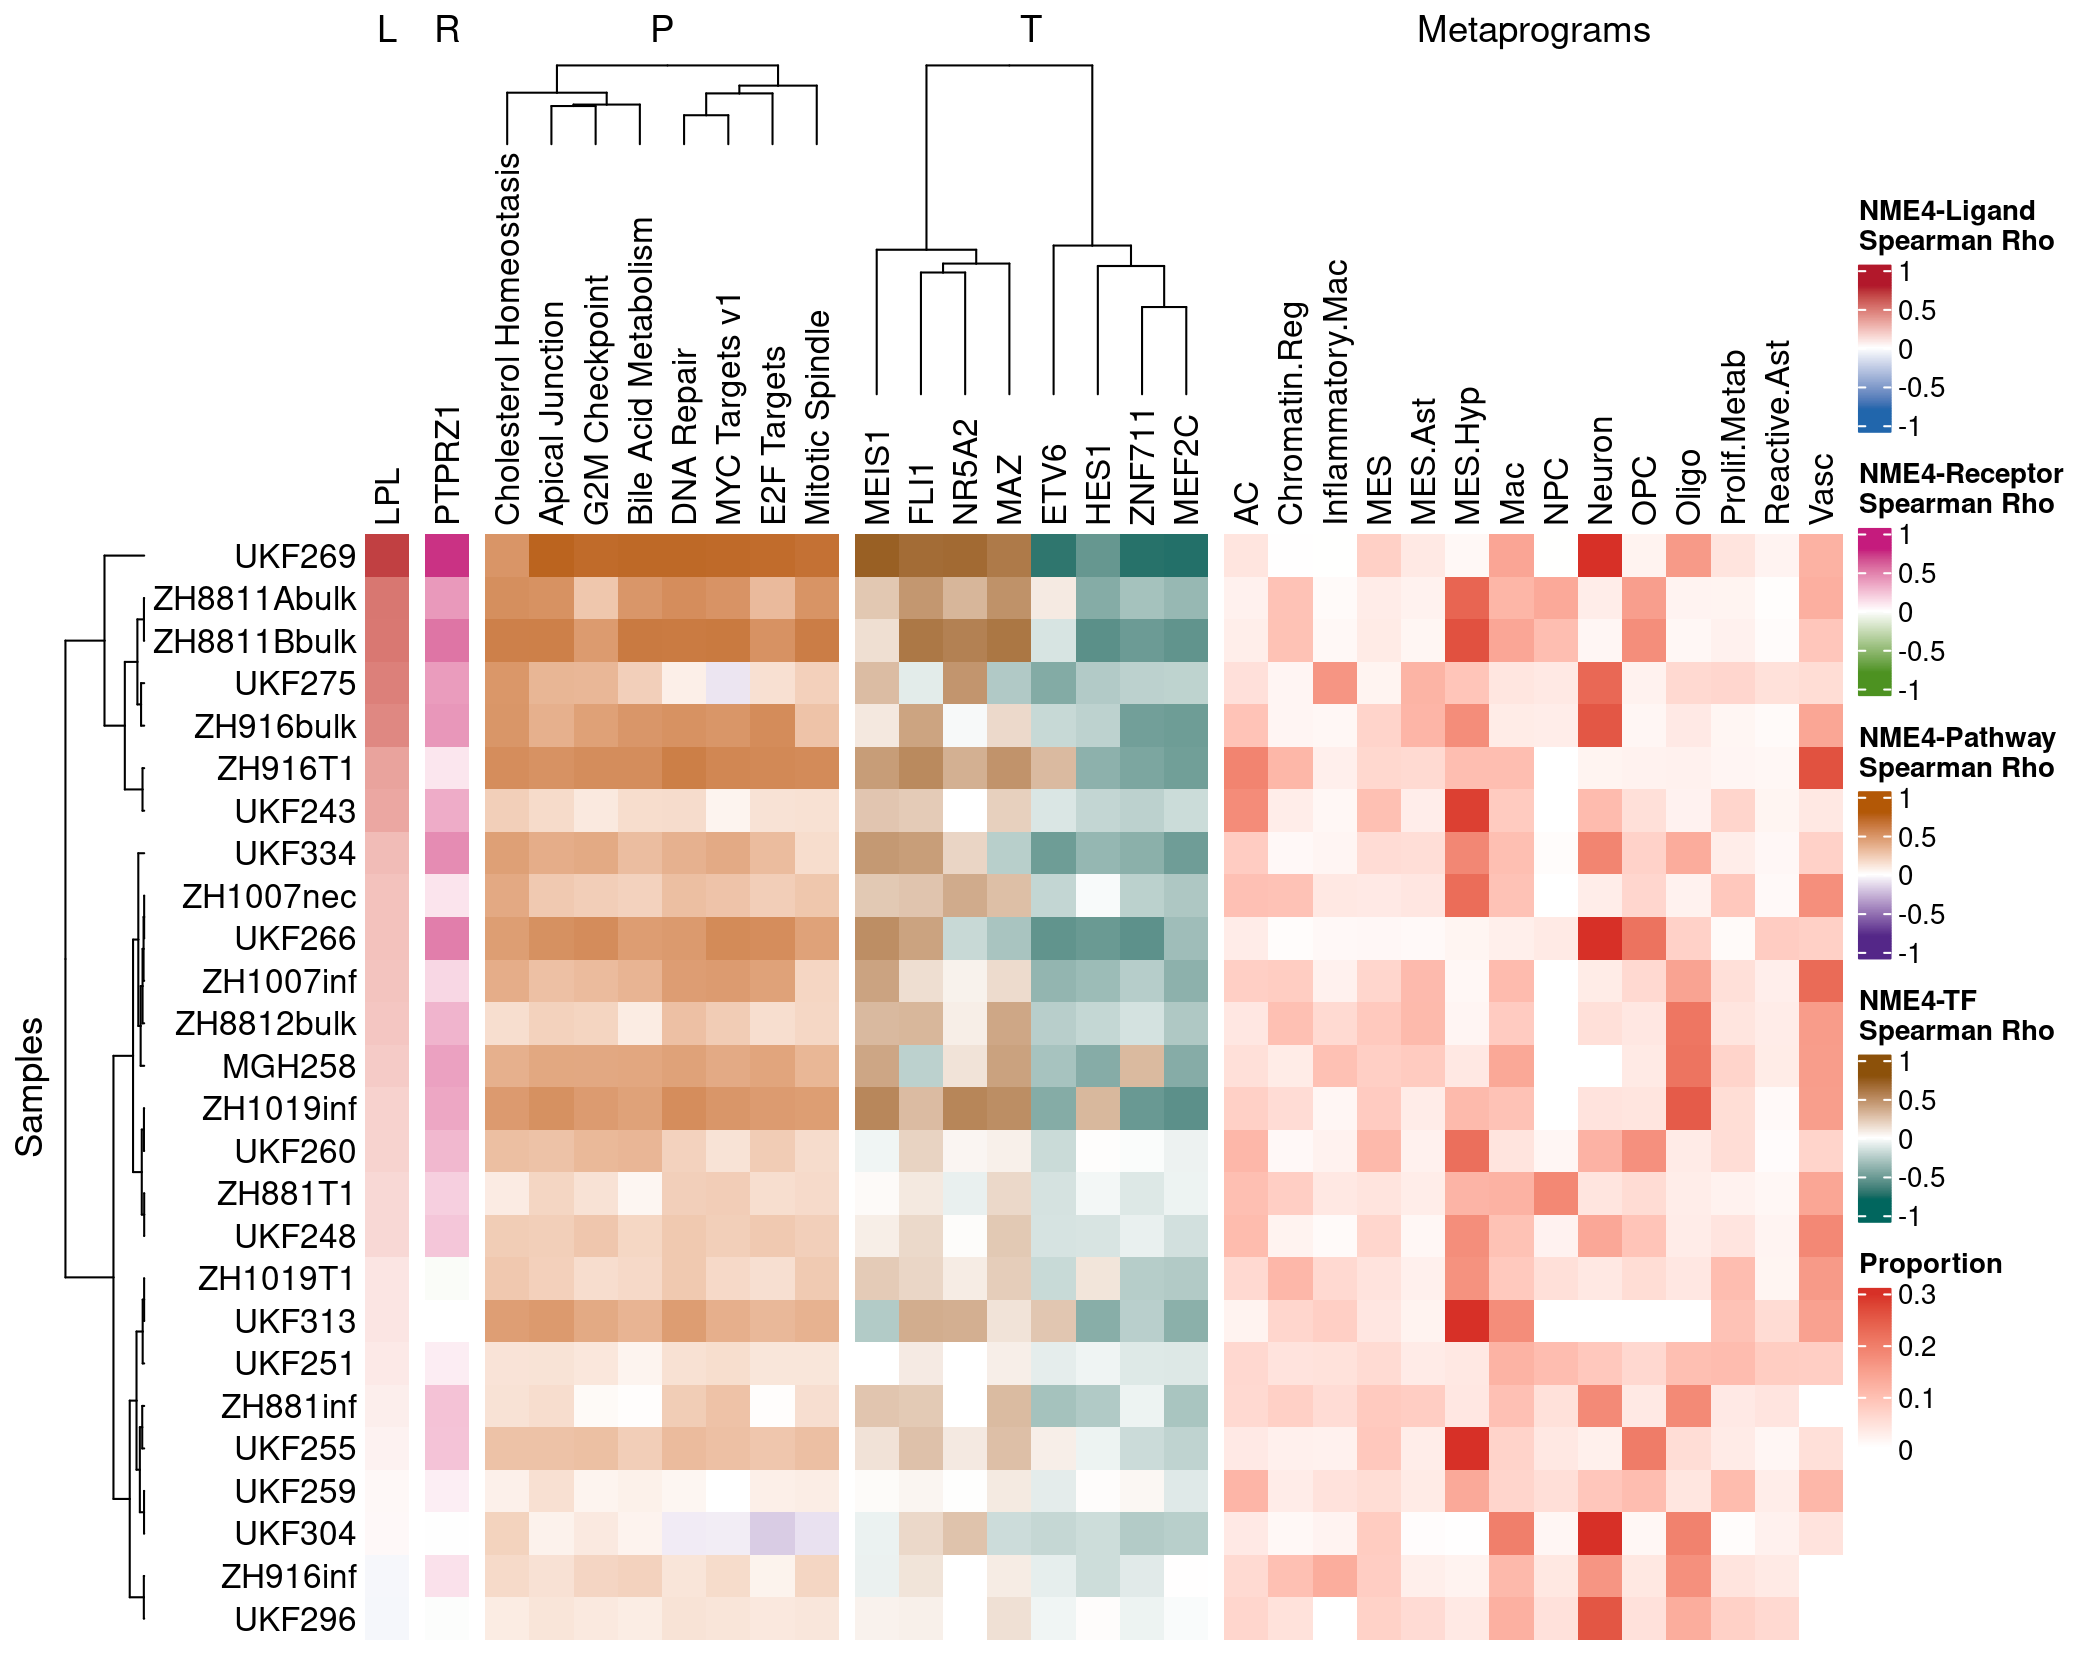 L R P T Metaprograms
LPL
PTPRZ1
Cholesterol Homeostasis
Apical Junction
G2M Checkpoint
Bile Acid Metabolism
DNA Repair
MYC Targets v1
E2F Targets
Mitotic Spindle
MEIS1
FLI1
NR5A2
MAZ
ETV6
HES1
ZNF711
MEF2C
AC
Chromatin.Reg
Inflammatory.Mac
MES
MES.Ast
MES.Hyp
Mac
NPC
Neuron
OPC
Oligo
Prolif.Metab
Reactive.Ast
Vasc
Samples
UKF269
ZH8811Abulk
ZH8811Bbulk
UKF275
ZH916bulk
ZH916T1
UKF243
UKF334
ZH1007nec
UKF266
ZH1007inf
ZH8812bulk
MGH258
ZH1019inf
UKF260
ZH881T1
UKF248
ZH1019T1
UKF313
UKF251
ZH881inf
UKF255
UKF259
UKF304
ZH916inf
UKF296
NME4-Ligand
Spearman Rho
1
0.5
0
-0.5
-1
NME4-Receptor
Spearman Rho
1
0.5
0
-0.5
-1
NME4-Pathway
Spearman Rho
1
0.5
0
-0.5
-1
NME4-TF
Spearman Rho
1
0.5
0
-0.5
-1
Proportion
0.3
0.2
0.1
0